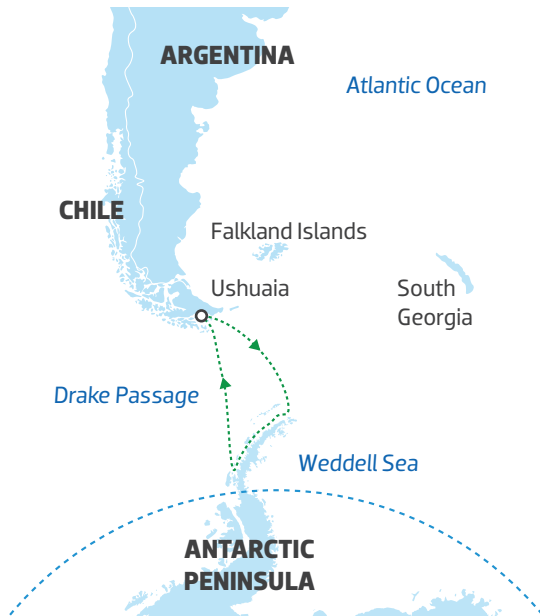 ARGENTINA
Atlantic Ocean
CHILE
Falkland Islands
Ushuaia
South
Georgia
Drake Passage
Weddell Sea
ANTARCTIC
PENINSULA